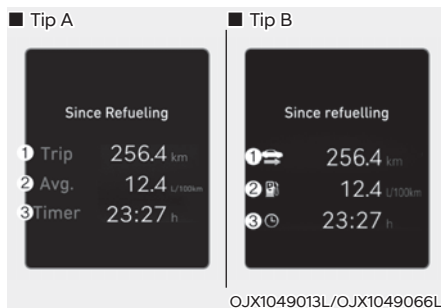 ■ Tip A
Since Refueling
① Trip 256.4 km
② Avg. 12.4 L/100km
③ Timer 23:27 h
■ Tip B
Since refuelling
① 256.4 km
② 12.4 L/100km
③ 23:27 h
OJX1049013L/OJX1049066L